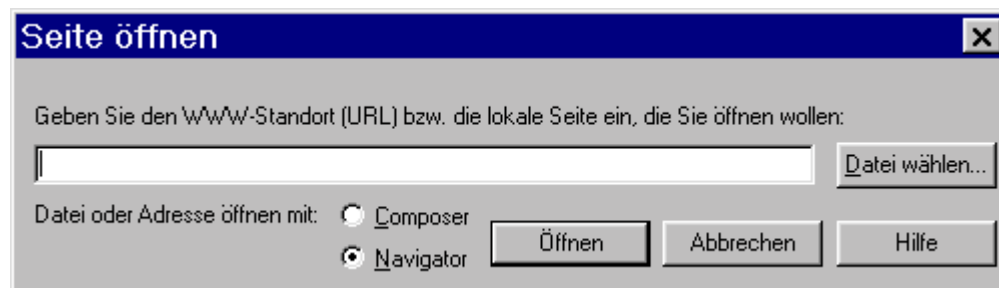 Seite öffnen
Geben Sie den WWW-Standort (URL) bzw. die lokale Seite ein, die Sie öffnen wollen:
Datei wählen...
Datei oder Adresse öffnen mit: Composer
Navigator
Öffnen Abbrechen Hilfe